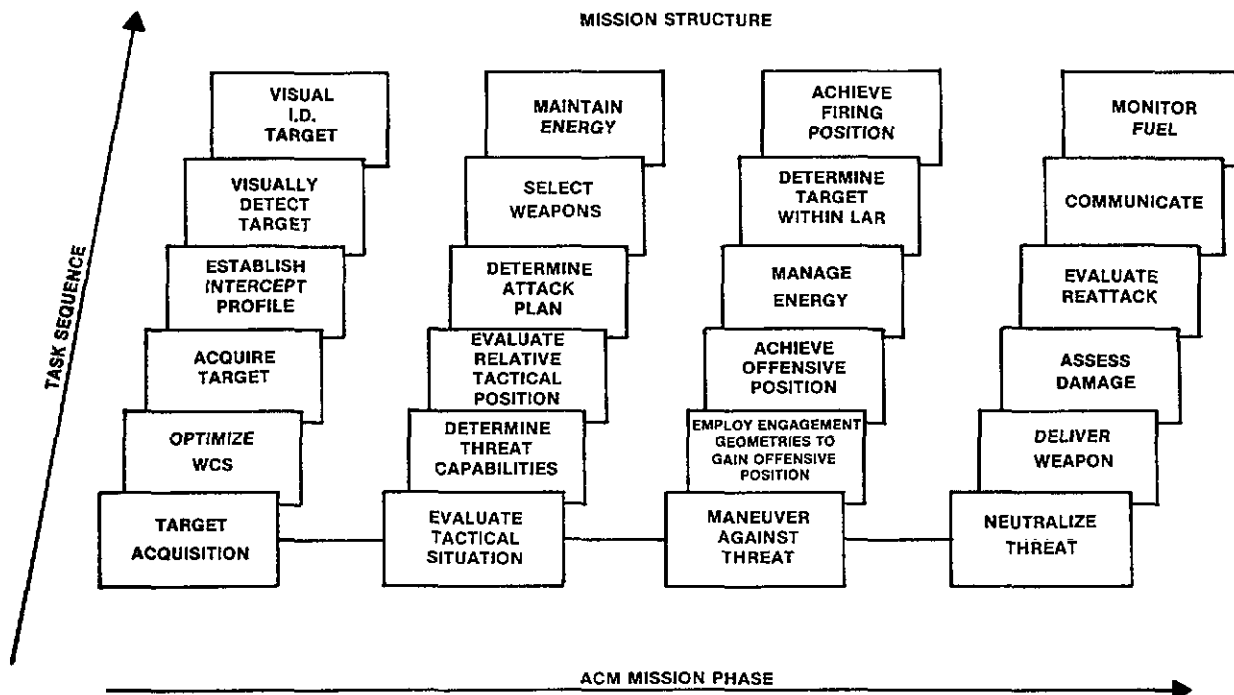 MISSION STRUCTURE
TASK SEQUENCE
VISUAL
I.D.
TARGET
VISUALLY
DETECT
TARGET
ESTABLISH
INTERCEPT
PROFILE
ACQUIRE
TARGET
OPTIMIZE
WCS
TARGET
ACQUISITION
MAINTAIN
ENERGY
SELECT
WEAPONS
DETERMINE
ATTACK
PLAN
EVALUATE
RELATIVE
TACTICAL
POSITION
DETERMINE
THREAT
CAPABILITIES
EVALUATE
TACTICAL
SITUATION
ACHIEVE
FIRING
POSITION
DETERMINE
TARGET
WITHIN LAR
MANAGE
ENERGY
ACHIEVE
OFFENSIVE
POSITION
EMPLOY ENGAGEMENT
GEOMETRIES TO
GAIN OFFENSIVE
POSITION
MANEUVER
AGAINST
THREAT
MONITOR
FUEL
COMMUNICATE
EVALUATE
REATTACK
ASSESS
DAMAGE
DELIVER
WEAPON
NEUTRALIZE
THREAT
ACM MISSION PHASE